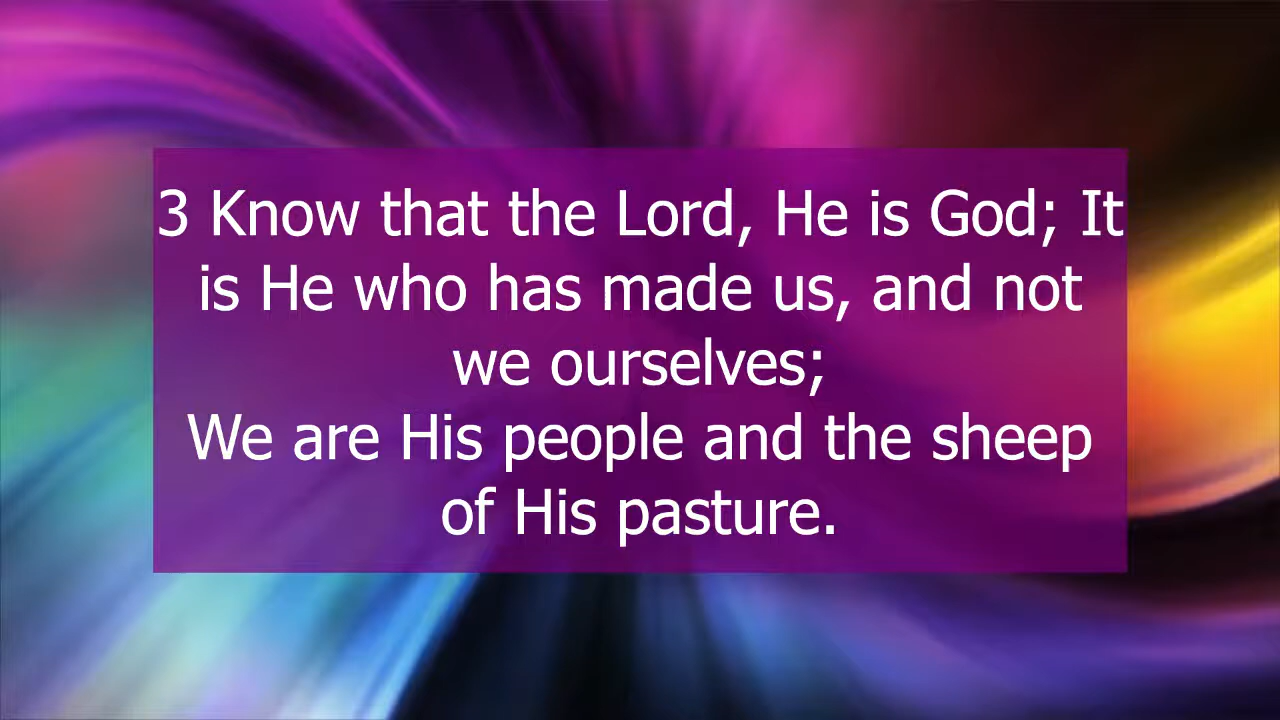 3 Know that the Lord, He is God; It
is He who has made us, and not
we ourselves;
We are His people and the sheep
of His pasture.